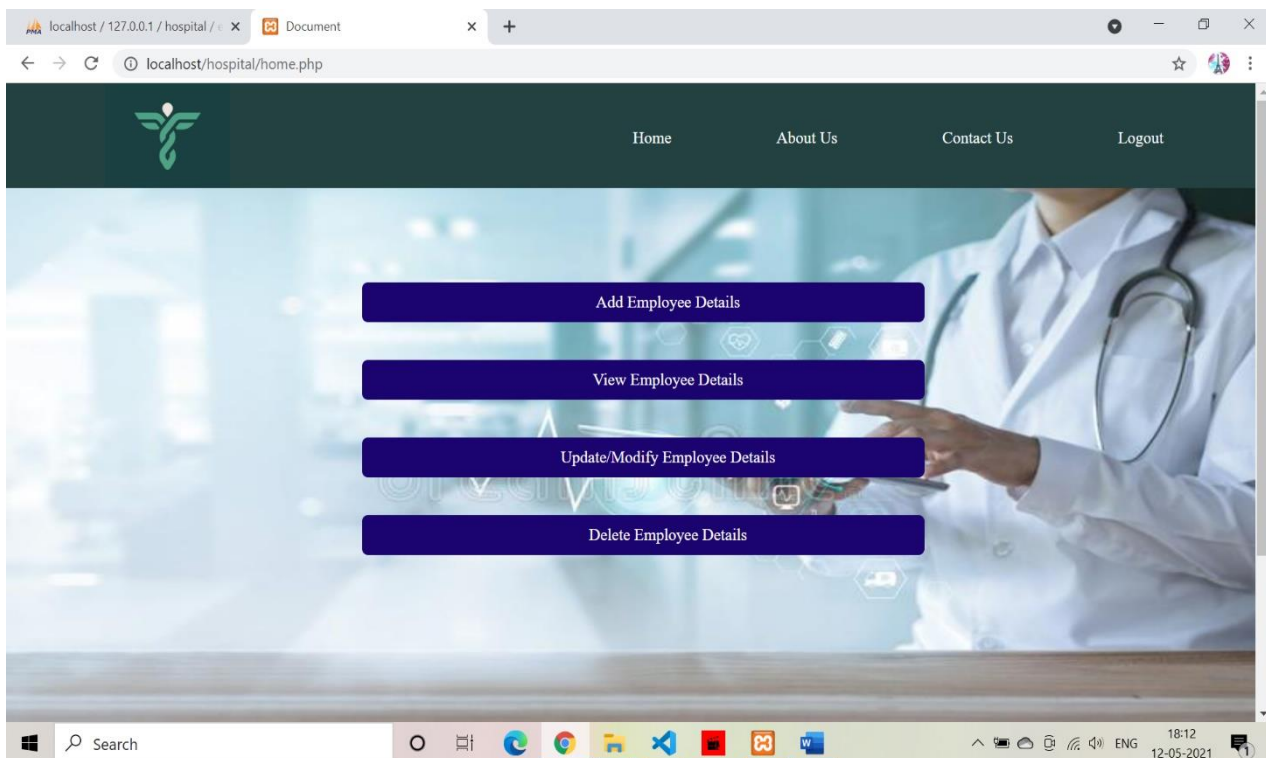 localhost / 127.0.0.1 / hospital / e
Document
localhost/hospital/home.php
Home About Us Contact Us Logout
Add Employee Details
View Employee Details
Update/Modify Employee Details
Delete Employee Details
Search
ENG
18:12
12-05-2021